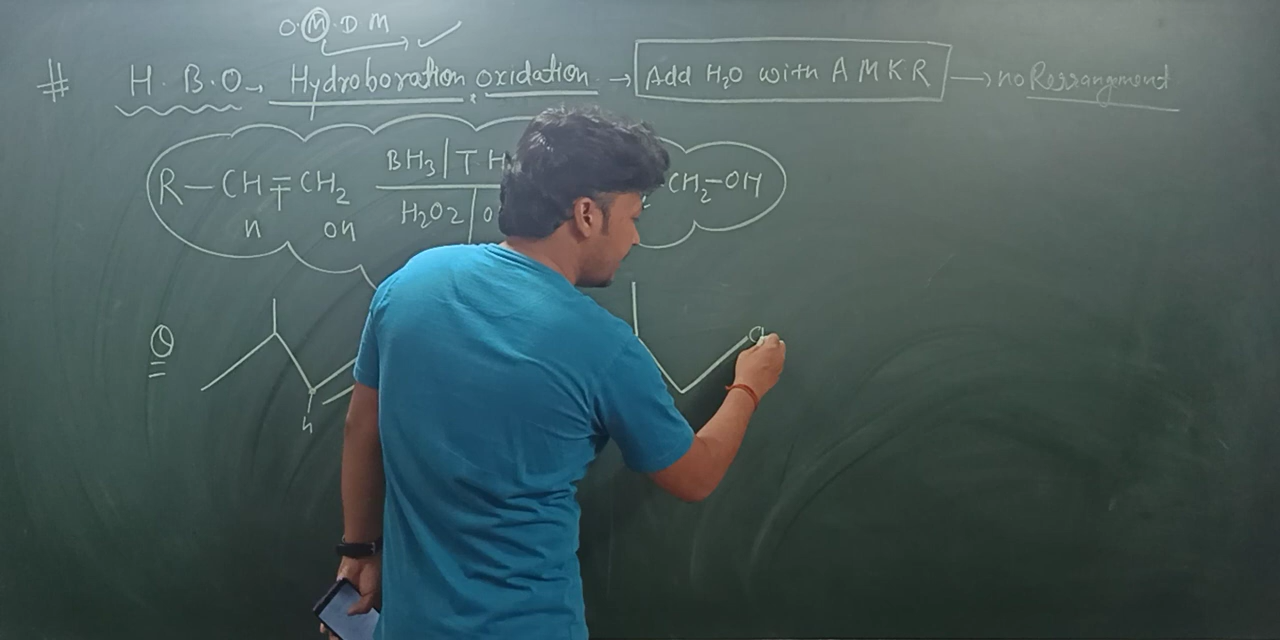 O.M.D M ✓
# H.B.O → Hydroboration oxidation → Add H2O with AMKR → no Rearrangement
R-CH=CH2 BH3/TH CH2-OH
H2O2/O
H OH
Q
H